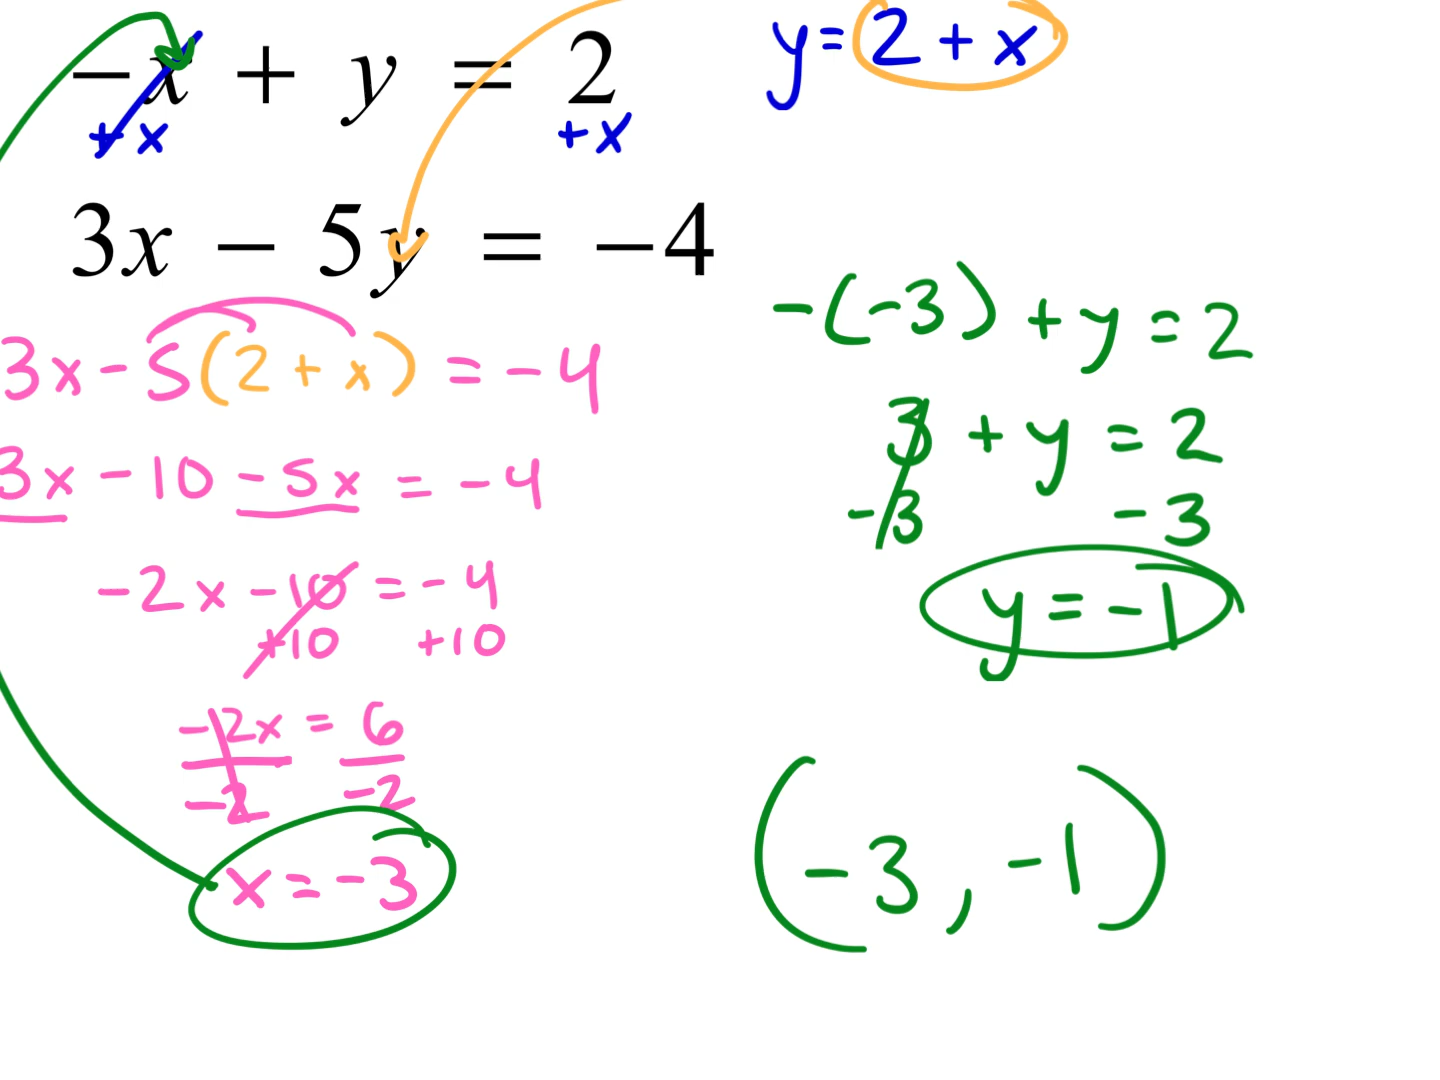 -x + y = 2
+x +x
y = 2 + x
3x - 5y = -4
3x - 5(2 + x) = -4
3x - 10 - 5x = -4
-2x - 10 = -4
+10 +10
-2x = 6
-2 -2
x = -3
-(-3) + y = 2
3 + y = 2
-3 -3
y = -1
(-3, -1)